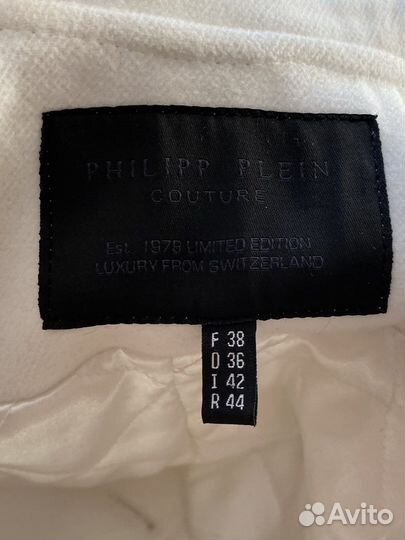 PHILIPP PLEIN
COUTURE
Est. 1978 LIMITED EDITION
LUXURY FROM SWITZERLAND
F 38
D 36
I 42
R 44
Avito